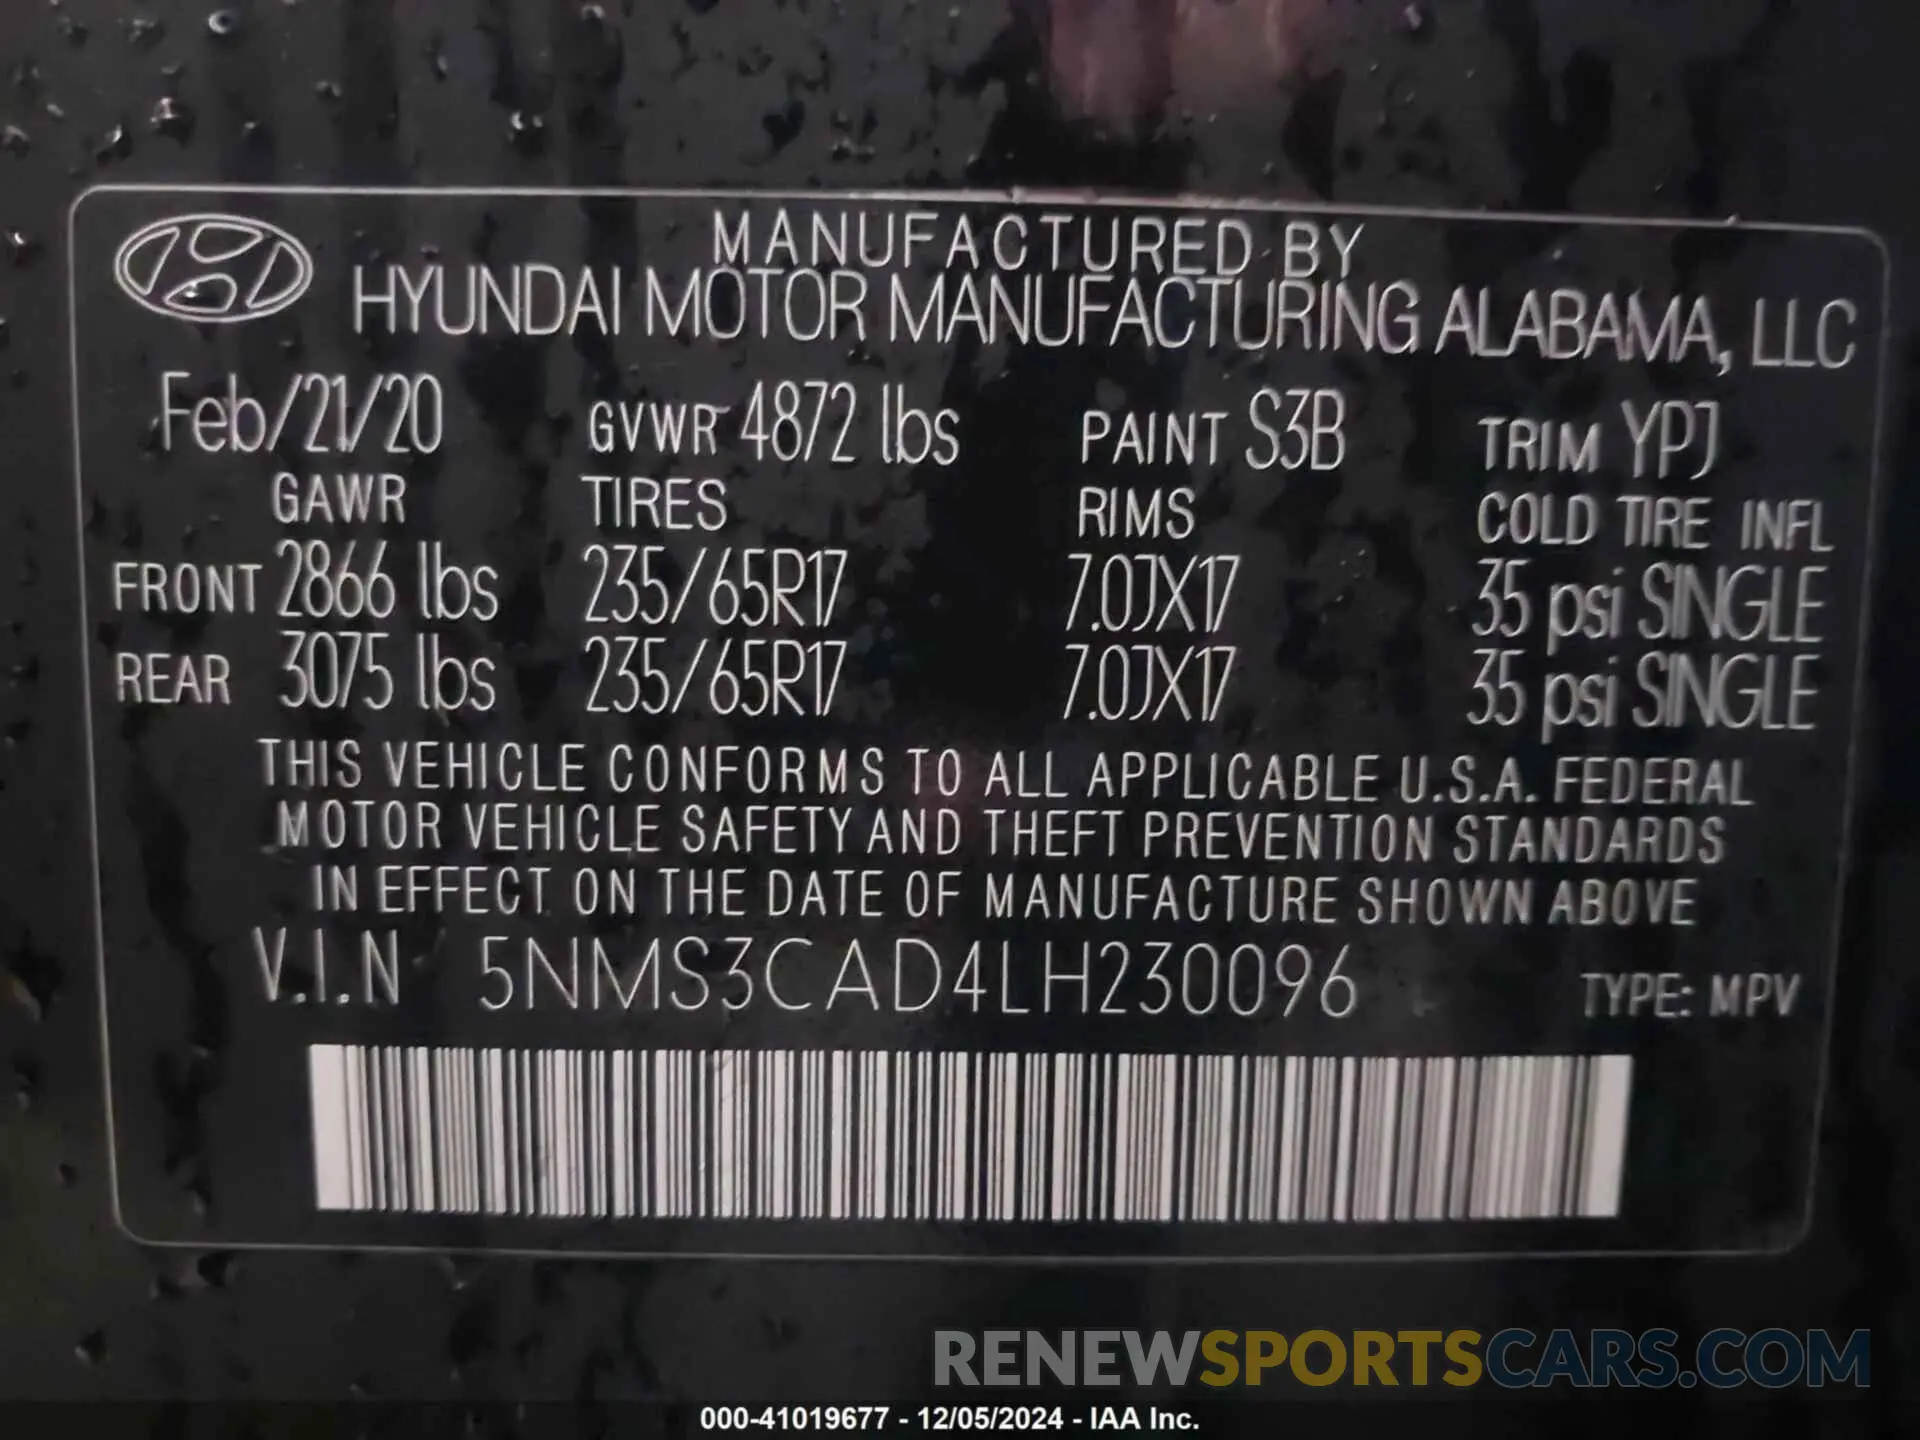 MANUFACTURED BY
HYUNDAI MOTOR MANUFACTURING ALABAMA, LLC
Feb/21/20 GVWR 4872 lbs PAINT S3B TRIM YPJ
GAWR TIRES RIMS COLD TIRE INFL
FRONT 2866 lbs 235/65R17 7.0JX17 35 psi SINGLE
REAR 3075 lbs 235/65R17 7.0JX17 35 psi SINGLE
THIS VEHICLE CONFORMS TO ALL APPLICABLE U.S.A. FEDERAL
MOTOR VEHICLE SAFETY AND THEFT PREVENTION STANDARDS
IN EFFECT ON THE DATE OF MANUFACTURE SHOWN ABOVE
V.I.N 5NMS3CAD4LH230096 TYPE: MPV
RENEWSPORTSCARS.COM
000-41019677 - 12/05/2024 - IAA Inc.